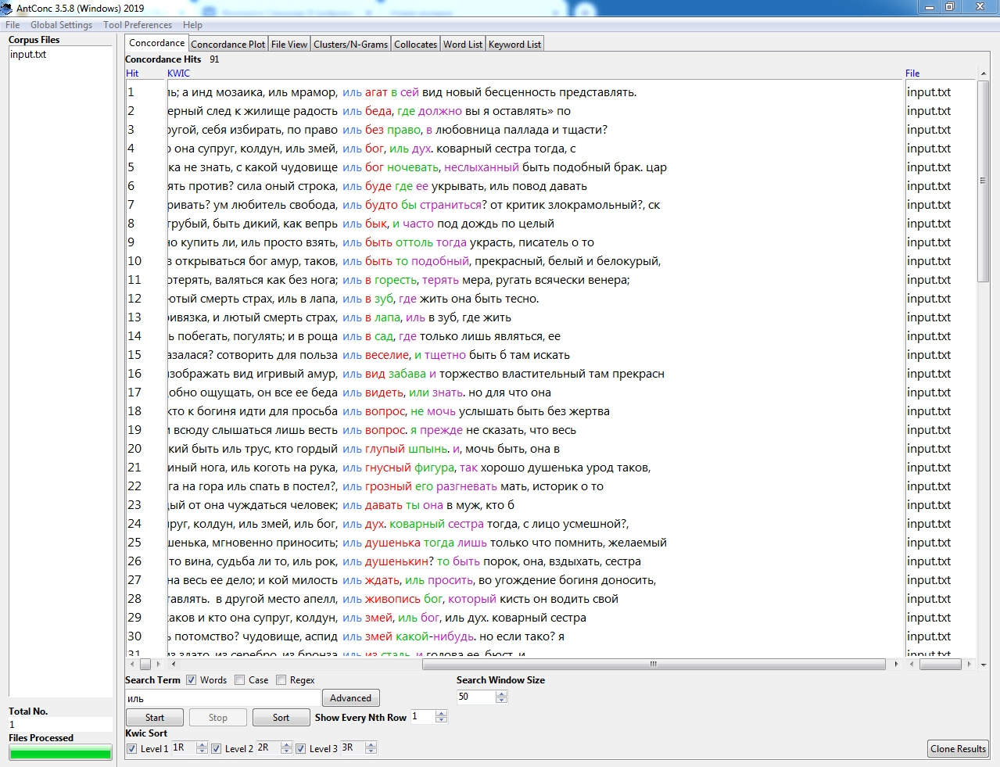 AntConc 3.5.8 (Windows) 2019
File Global Settings Tool Preferences Help
Corpus Files
input.txt
Concordance Concordance Plot File View Clusters/N-Grams Collocates Word List Keyword List
Concordance Hits 91
Hit KWIC File
1 ль; а инд мозаика, иль мрамор, иль агат в сей вид новый бесценность представлять. input.txt
2 ерный след к жилище радость иль беда, где должно вы я оставлять» по input.txt
3 ругой, себя избирать, по право иль без право, в любовница паллада и тщасти? input.txt
4 о она супруг, колдун, иль змей, иль бог, иль дух. коварный сестра тогда, с input.txt
5 ка не знать, с какой чудовище иль бог ночевать, неслыханный быть подобный брак. цар input.txt
6 ять против? сила оный строка, иль буде где ее укрывать, иль повод давать input.txt
7 ривать? ум любитель свобода, иль будто бы страниться? от критик злокрамольный?, ск input.txt
8 грубый, быть дикий, как вепрь иль бык, и часто под дождь по целый input.txt
9 но купить ли, иль просто взять, иль быть оттоль тогда украсть, писатель о то input.txt
10 в открываться бог амур, таков, иль быть то подобный, прекрасный, белый и белокурый, input.txt
11 отерять, валяться как без нога; иль в горесть, терять мера, ругать всячески венера; input.txt
12 ютый смерть страх, иль в лапа, иль в зуб, где жить она быть тесно. input.txt
13 ривязка, и лютый смерть страх, иль в лапа, иль в зуб, где жить input.txt
14 ь побегать, погулять; и в роща иль в сад, где только лишь являться, ее input.txt
15 азалася? сотворить для польза иль веселие, и тщетно быть б там искать input.txt
16 изображать вид игривый амур, иль вид забава и торжество властительный там прекрасн input.txt
17 добно ощущать, он все ее беда иль видеть, или знать. но для что она input.txt
18 кто к богиня идти для просьба иль вопрос, не мочь услышать быть без жертва input.txt
19 и всюду слышаться лишь весть иль вопрос. я прежде не сказать, что весь input.txt
20 кий быть иль трус, кто гордый иль глупый шпынь. и, мочь быть, она в input.txt
21 иный нога, иль коготь на рука, иль гнусный фигура, так хорошо душенька урод таков, input.txt
22 га на гора иль спать в постел?, иль грозный его разгневать мать, историк о то input.txt
23 дый от она чуждаться человек; иль давать ты она в муж, кто б input.txt
24 пруг, колдун, иль змей, иль бог, иль дух. коварный сестра тогда, с лицо усмешной?, input.txt
25 шенька, мгновенно приносить; иль душенька тогда лишь только что помнить, желаемый input.txt
26 то вина, судьба ли то, иль рок, иль душенькин? то быть порок, она, вздыхать, сестра input.txt
27 на весь ее дело; и кой милость иль ждать, иль просить, во угождение богиня доносить, input.txt
28 тавлять. в другой место апелл, иль живопись бог, который кисть он водить свой input.txt
29 аков и кто она супруг, колдун, иль змей, иль бог, иль дух. коварный сестра input.txt
30 ь потомство? чудовище, аспид иль змей какой-нибудь. но если тако? я input.txt
31 из злато, из серебро, из бронза иль из сталь, и голова ее, бюст, и input.txt
Search Term Words Case Regex Search Window Size
иль Advanced 50
Start Stop Sort Show Every Nth Row 1
Kwic Sort
Level 1 1R Level 2 2R Level 3 3R Clone Results
Total No.
1
Files Processed